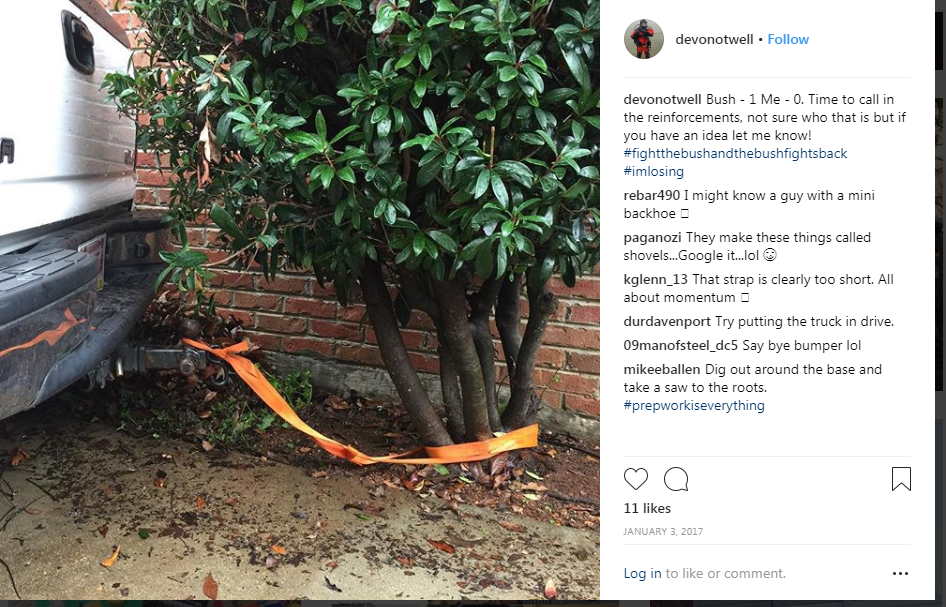 devonotwell • Follow
devonotwell Bush - 1 Me - 0. Time to call in
the reinforcements, not sure who that is but if
you have an idea let me know!
#fightthebushandthebushfightsback
#imlosing
rebar490 I might know a guy with a mini
backhoe
paganozi They make these things called
shovels...Google it...lol 😜
kglenn_13 That strap is clearly too short. All
about momentum
durdavenport Try putting the truck in drive.
09manofsteel_dc5 Say bye bumper lol
mikeeballen Dig out around the base and
take a saw to the roots.
#prepworkiseverything
11 likes
JANUARY 3, 2017
Log in to like or comment.